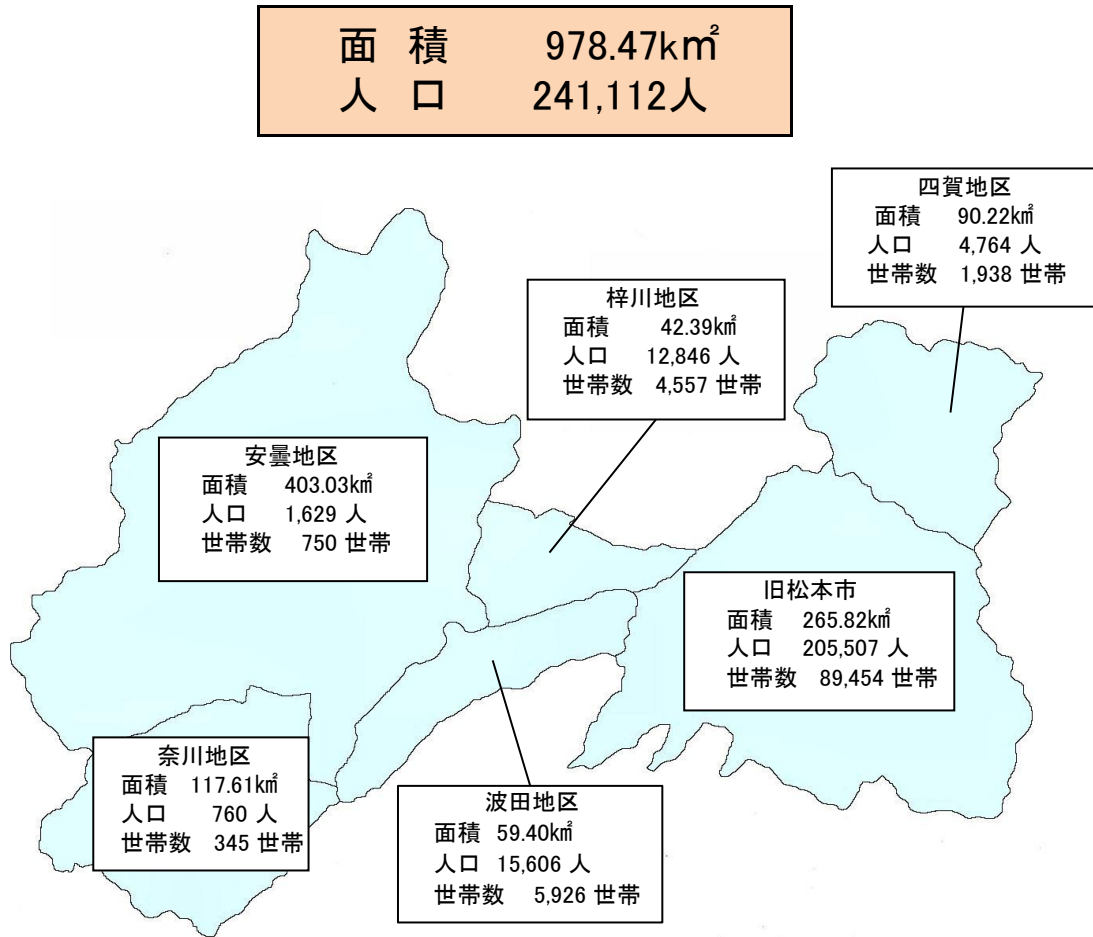 面 積 978.47k㎡
人 口 241,112人
四賀地区
面積 90.22k㎡
人口 4,764 人
世帯数 1,938 世帯
梓川地区
面積 42.39k㎡
人口 12,846 人
世帯数 4,557 世帯
安曇地区
面積 403.03k㎡
人口 1,629 人
世帯数 750 世帯
旧松本市
面積 265.82k㎡
人口 205,507 人
世帯数 89,454 世帯
奈川地区
面積 117.61k㎡
人口 760 人
世帯数 345 世帯
波田地区
面積 59.40k㎡
人口 15,606 人
世帯数 5,926 世帯